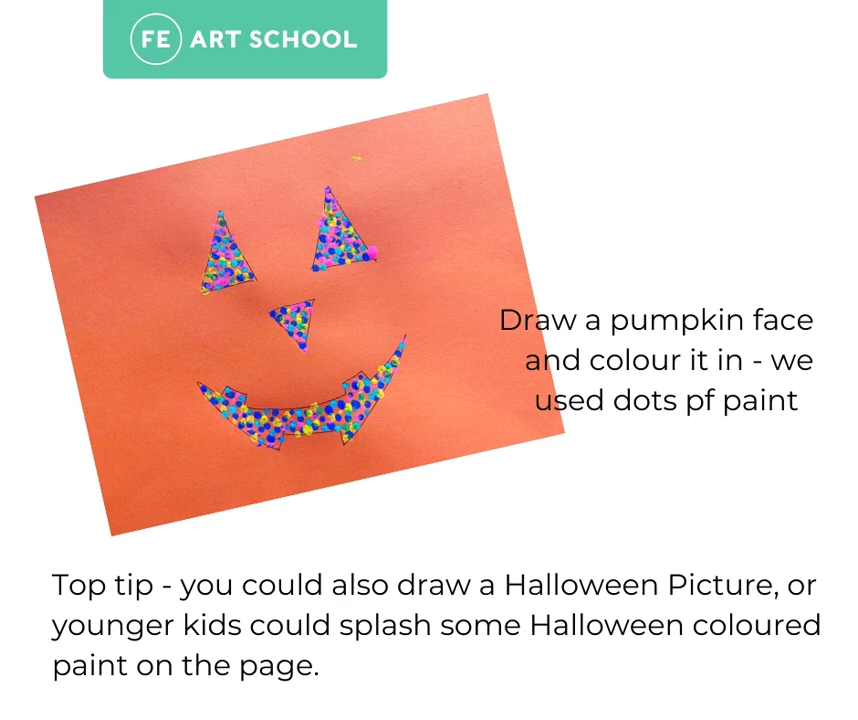 FE ART SCHOOL
Draw a pumpkin face
and colour it in - we
used dots pf paint
Top tip - you could also draw a Halloween Picture, or
younger kids could splash some Halloween coloured
paint on the page.